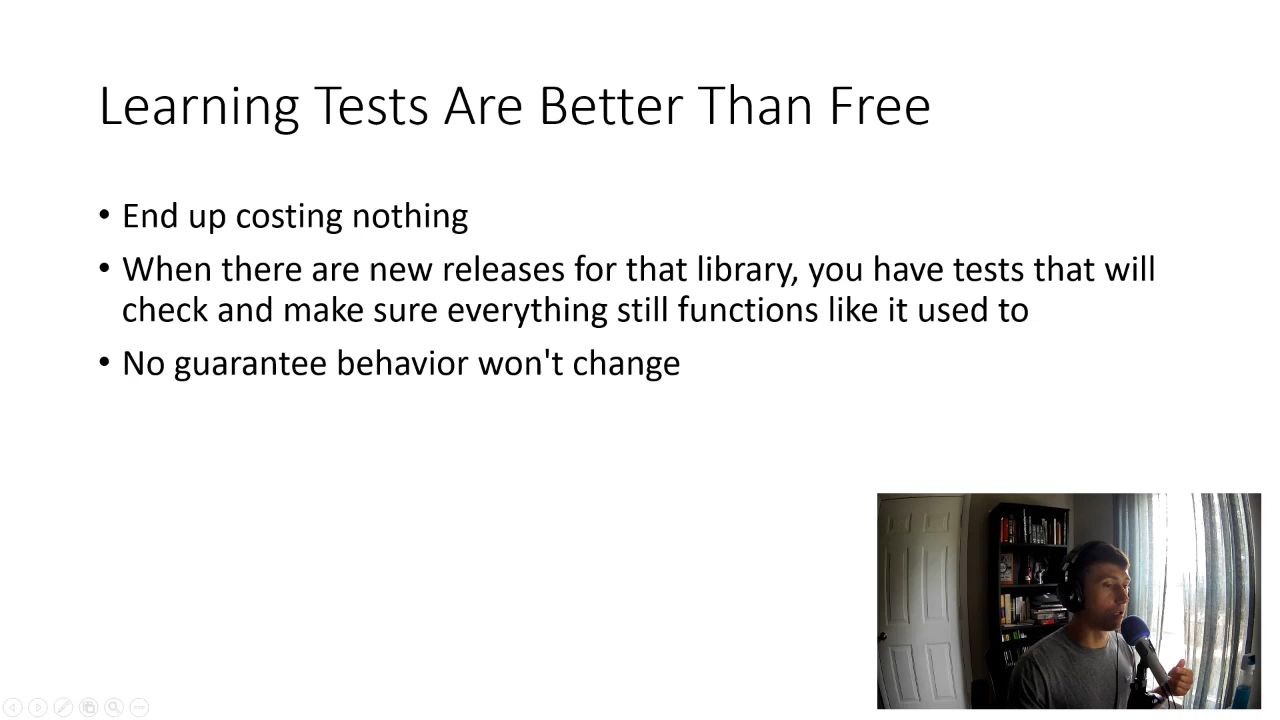 Learning Tests Are Better Than Free
• End up costing nothing
• When there are new releases for that library, you have tests that will
check and make sure everything still functions like it used to
• No guarantee behavior won't change